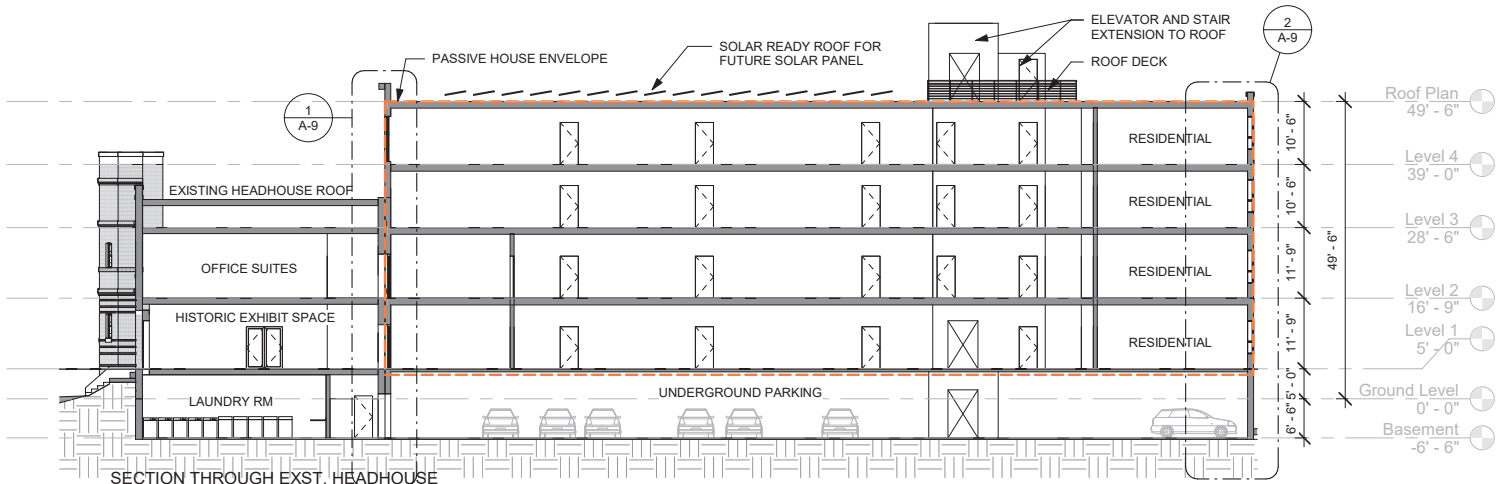 ELEVATOR AND STAIR
EXTENSION TO ROOF
2
A-9
SOLAR READY ROOF FOR
FUTURE SOLAR PANEL
PASSIVE HOUSE ENVELOPE
ROOF DECK
1
A-9
Roof Plan
49' - 6"
10' - 6"
RESIDENTIAL
Level 4
39' - 0"
EXISTING HEADHOUSE ROOF
10' - 6"
RESIDENTIAL
Level 3
28' - 6"
49' - 6"
OFFICE SUITES
11' - 9"
RESIDENTIAL
Level 2
16' - 9"
HISTORIC EXHIBIT SPACE
11' - 9"
RESIDENTIAL
Level 1
5' - 0"
LAUNDRY RM
UNDERGROUND PARKING
5' - 0"
Ground Level
0' - 0"
6' - 6"
Basement
-6' - 6"
SECTION THROUGH EXST. HEADHOUSE